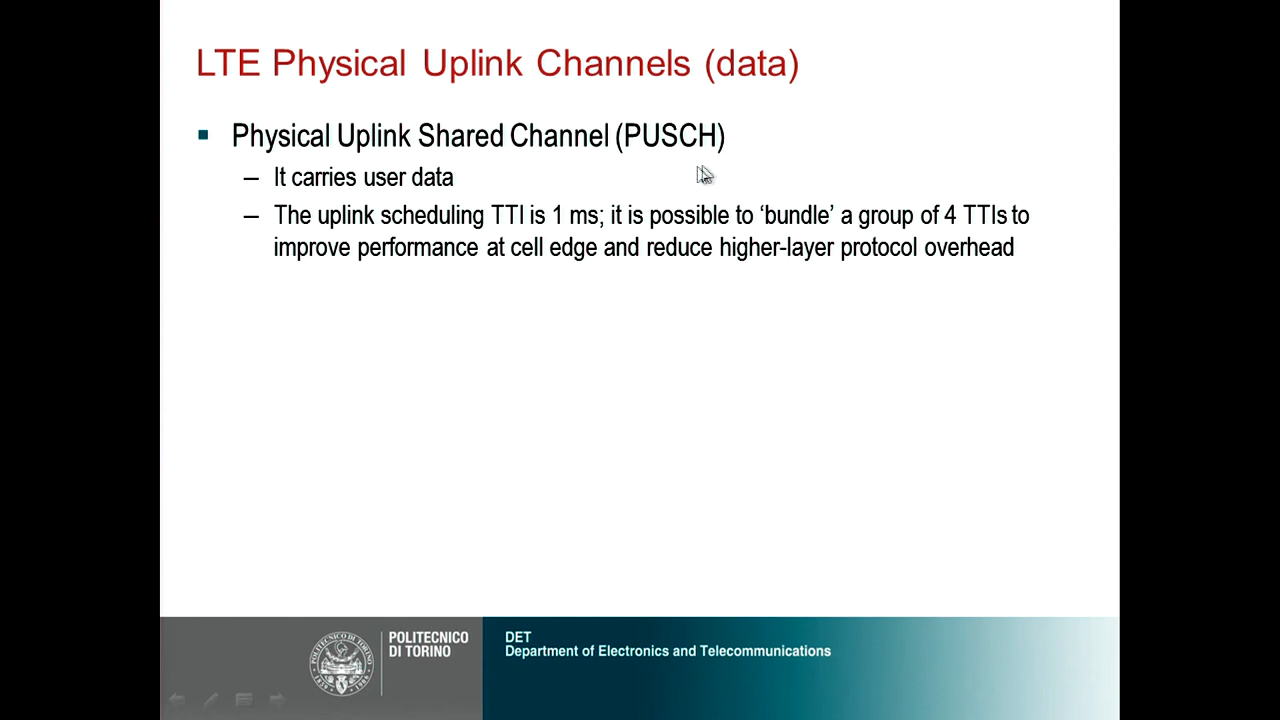 LTE Physical Uplink Channels (data)
▪ Physical Uplink Shared Channel (PUSCH)
– It carries user data
– The uplink scheduling TTI is 1 ms; it is possible to ‘bundle’ a group of 4 TTIs to
improve performance at cell edge and reduce higher-layer protocol overhead
POLITECNICO
DI TORINO
DET
Department of Electronics and Telecommunications